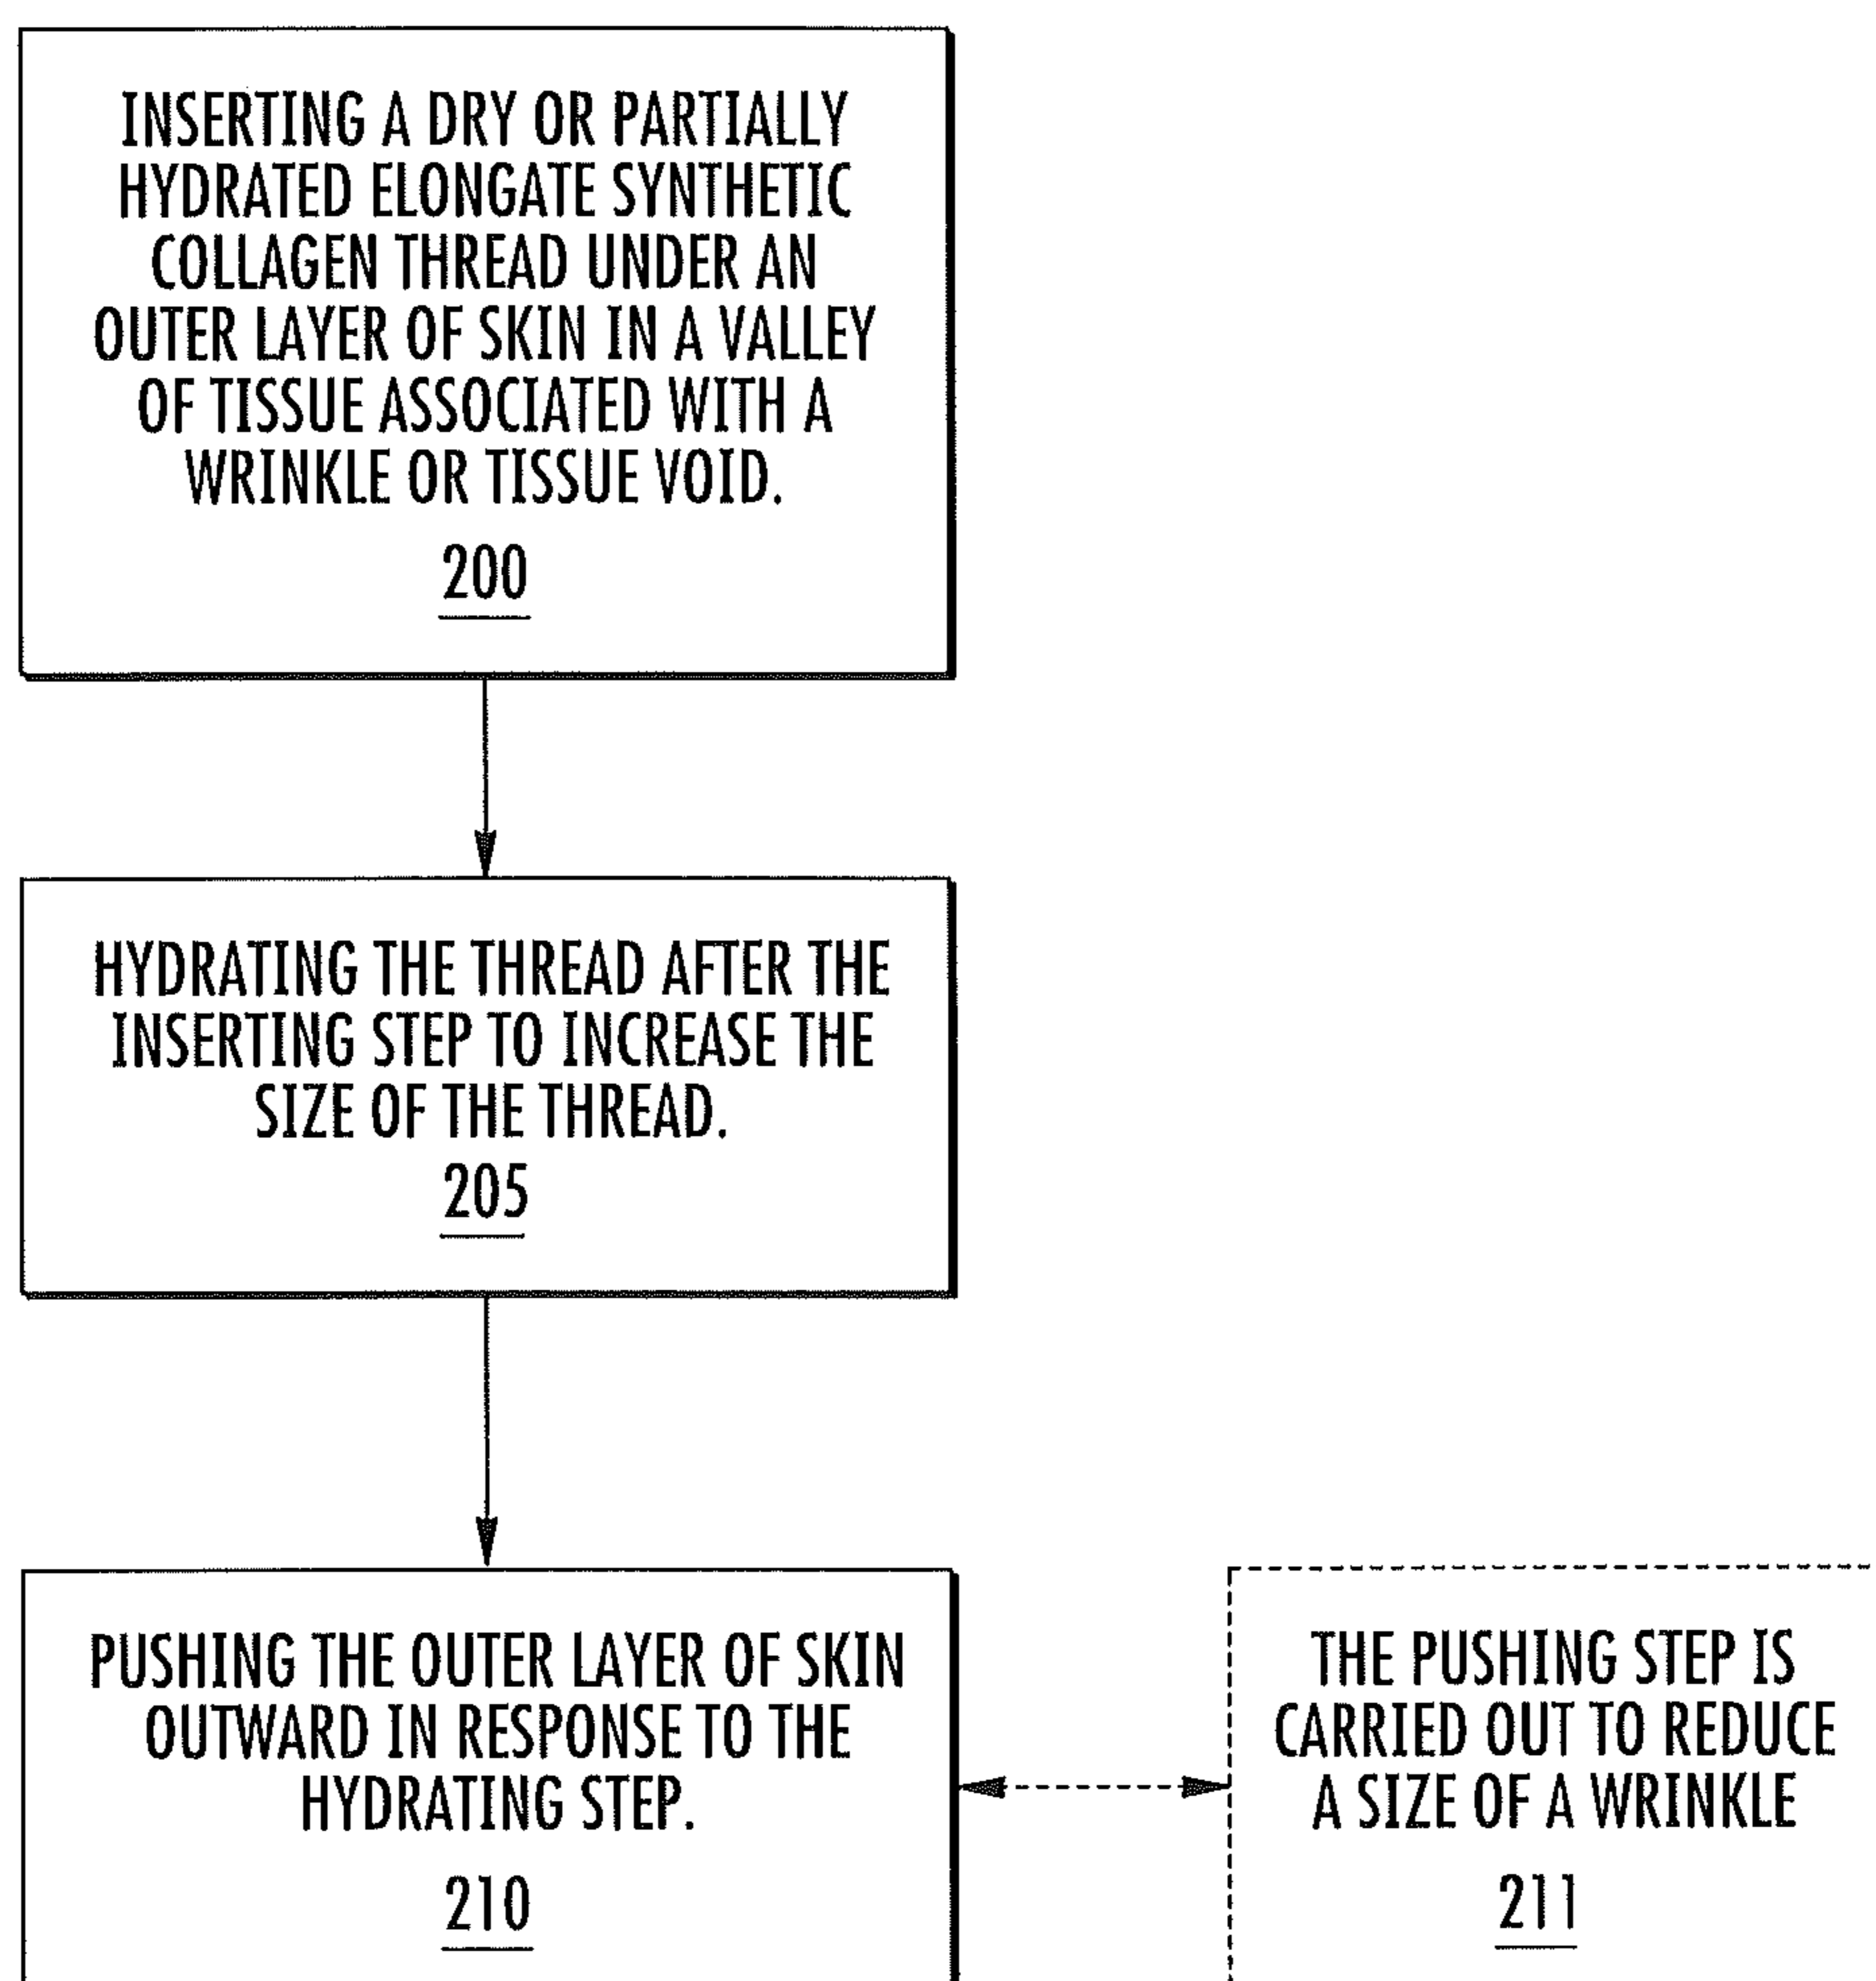 INSERTING A DRY OR PARTIALLY
HYDRATED ELONGATE SYNTHETIC
COLLAGEN THREAD UNDER AN
OUTER LAYER OF SKIN IN A VALLEY
OF TISSUE ASSOCIATED WITH A
WRINKLE OR TISSUE VOID.
200
HYDRATING THE THREAD AFTER THE
INSERTING STEP TO INCREASE THE
SIZE OF THE THREAD.
205
PUSHING THE OUTER LAYER OF SKIN
OUTWARD IN RESPONSE TO THE
HYDRATING STEP.
210
THE PUSHING STEP IS
CARRIED OUT TO REDUCE
A SIZE OF A WRINKLE
211